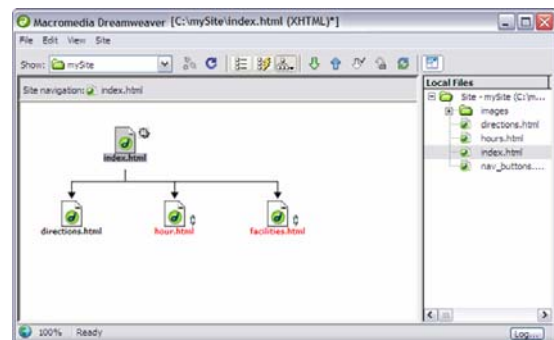 Macromedia Dreamweaver [C:\mySite\index.html (XHTML)*]
File Edit View Site
Show: mySite
Site navigation: index.html
Local Files
Site - mySite (C:\m...
images
directions.html
hours.html
index.html
nav_buttons....
index.html
directions.html hour.html facilities.html
100% Ready
Log...